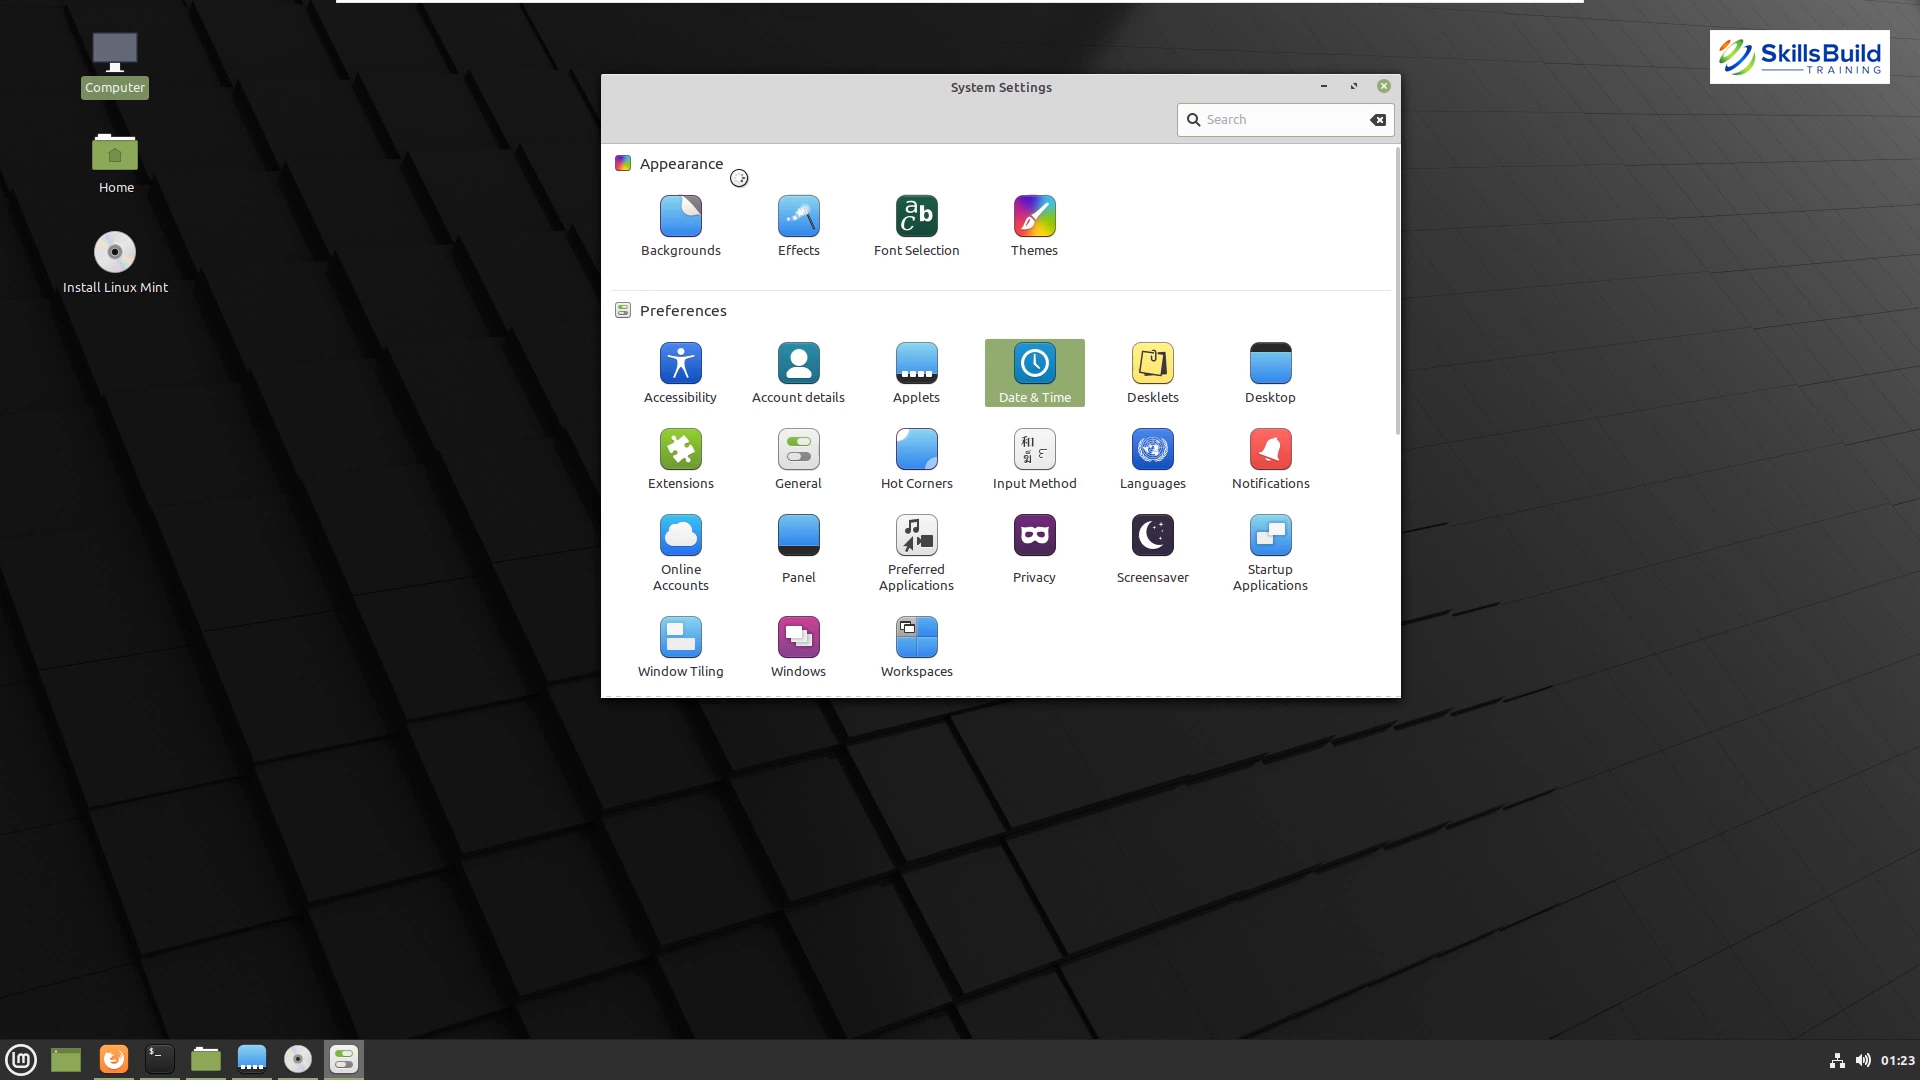 SkillsBuild
TRAINING
Computer
Home
Install Linux Mint
System Settings
Search
Appearance
Backgrounds
Effects
Font Selection
Themes
Preferences
Accessibility
Account details
Applets
Date & Time
Desklets
Desktop
Extensions
General
Hot Corners
Input Method
Languages
Notifications
Online
Accounts
Panel
Preferred
Applications
Privacy
Screensaver
Startup
Applications
Window Tiling
Windows
Workspaces
01:23